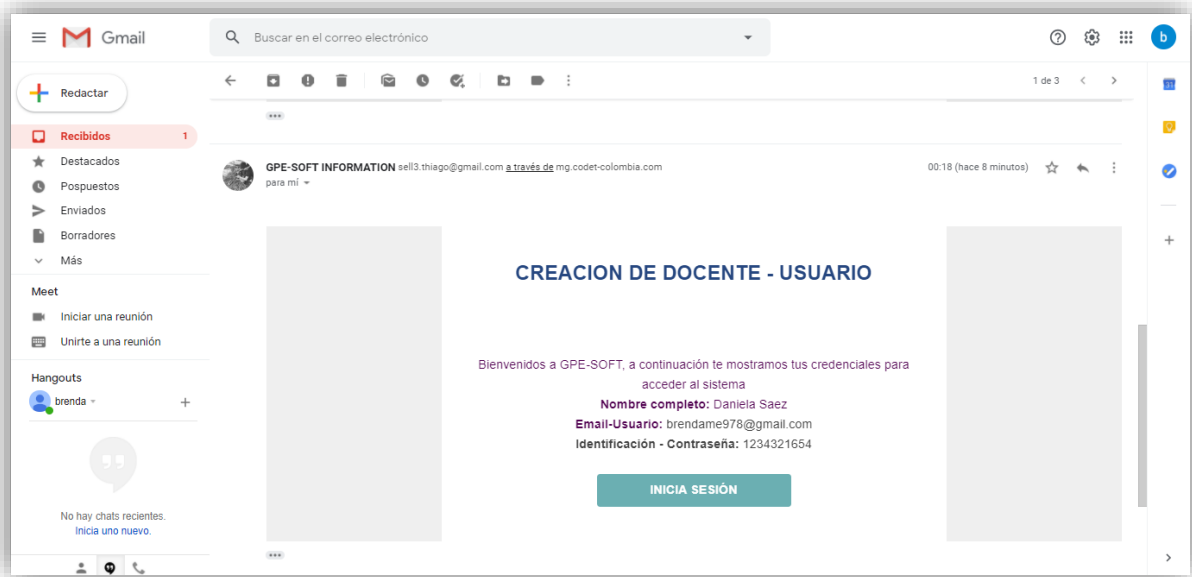 Gmail
Buscar en el correo electrónico
b
Redactar
1 de 3
31
Recibidos 1
Destacados
Pospuestos
Enviados
Borradores
Más
GPE-SOFT INFORMATION sell3.thiago@gmail.com a través de mg.codet-colombia.com
00:18 (hace 8 minutos)
para mí
CREACION DE DOCENTE - USUARIO
Meet
Iniciar una reunión
Unirte a una reunión
Bienvenidos a GPE-SOFT, a continuación te mostramos tus credenciales para
acceder al sistema
Nombre completo: Daniela Saez
Email-Usuario: brendame978@gmail.com
Identificación - Contraseña: 1234321654
INICIA SESIÓN
Hangouts
brenda
No hay chats recientes.
Inicia uno nuevo.